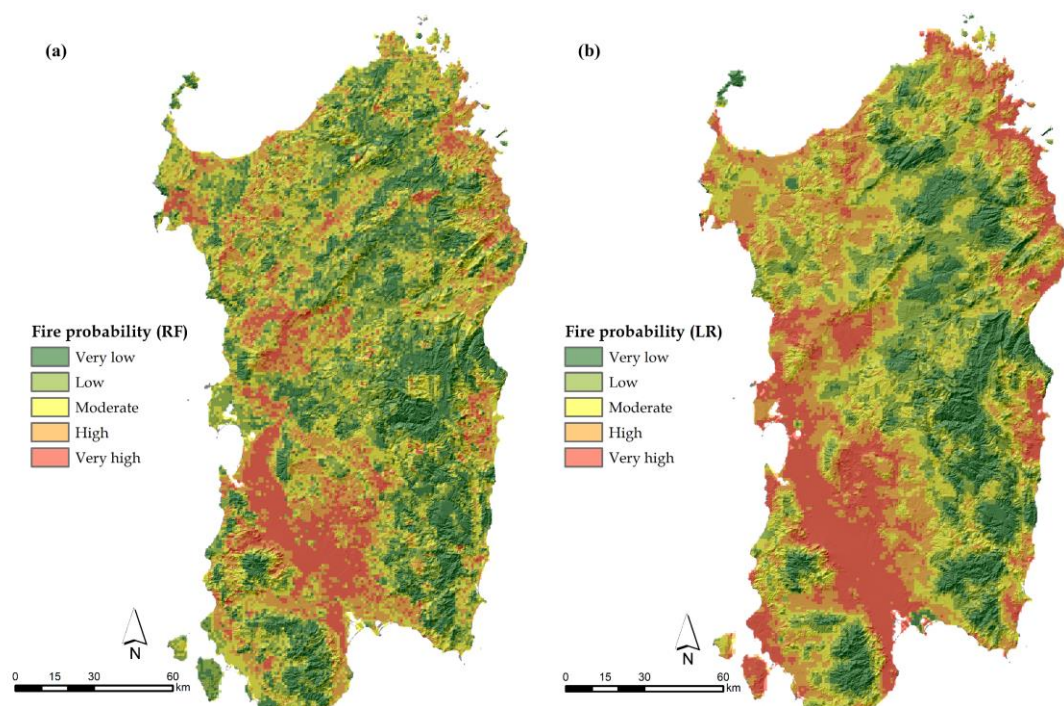 (a)
Fire probability (RF)
Very low
Low
Moderate
High
Very high
N
0 15 30 60
km
(b)
Fire probability (LR)
Very low
Low
Moderate
High
Very high
N
0 15 30 60
km